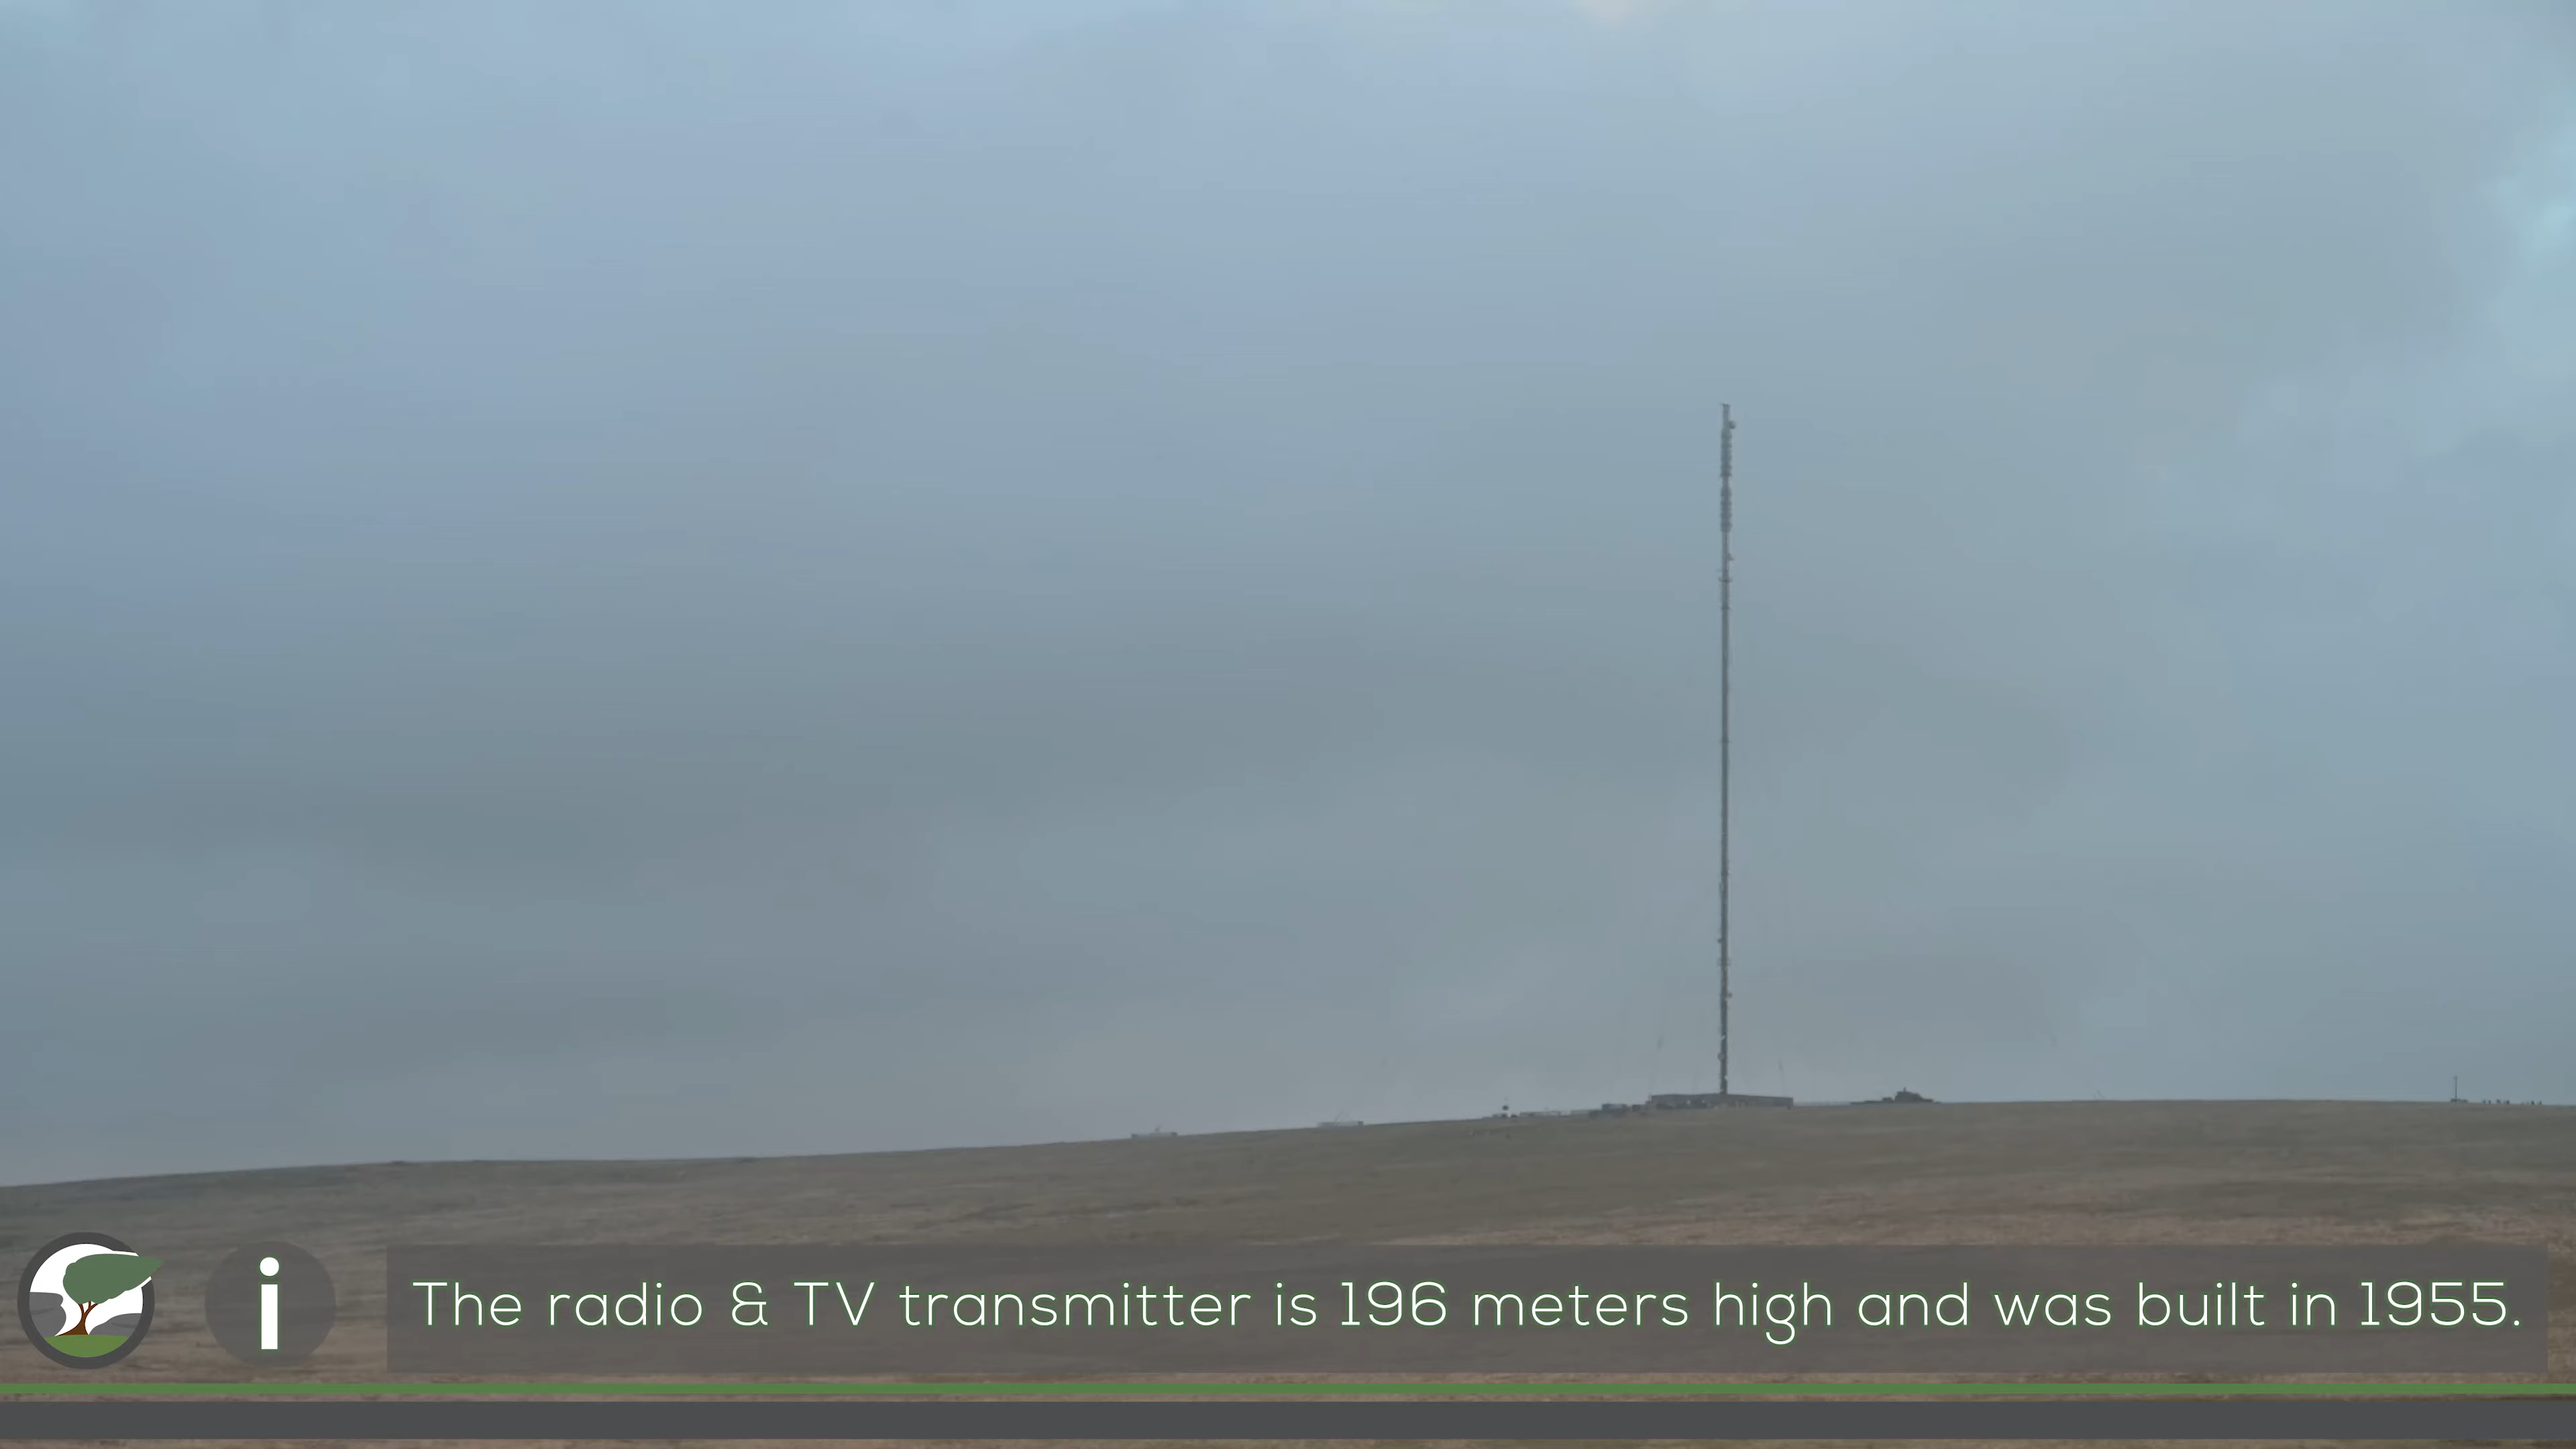 i
The radio & TV transmitter is 196 meters high and was built in 1955.